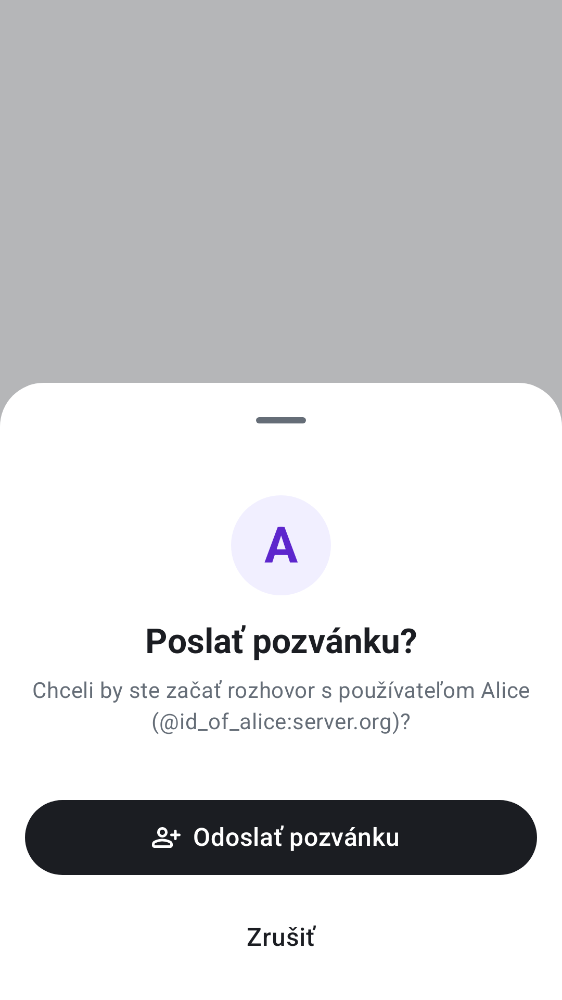 A
Poslať pozvánku?
Chceli by ste začať rozhovor s používateľom Alice
(@id_of_alice:server.org)?
Odoslať pozvánku
Zrušiť